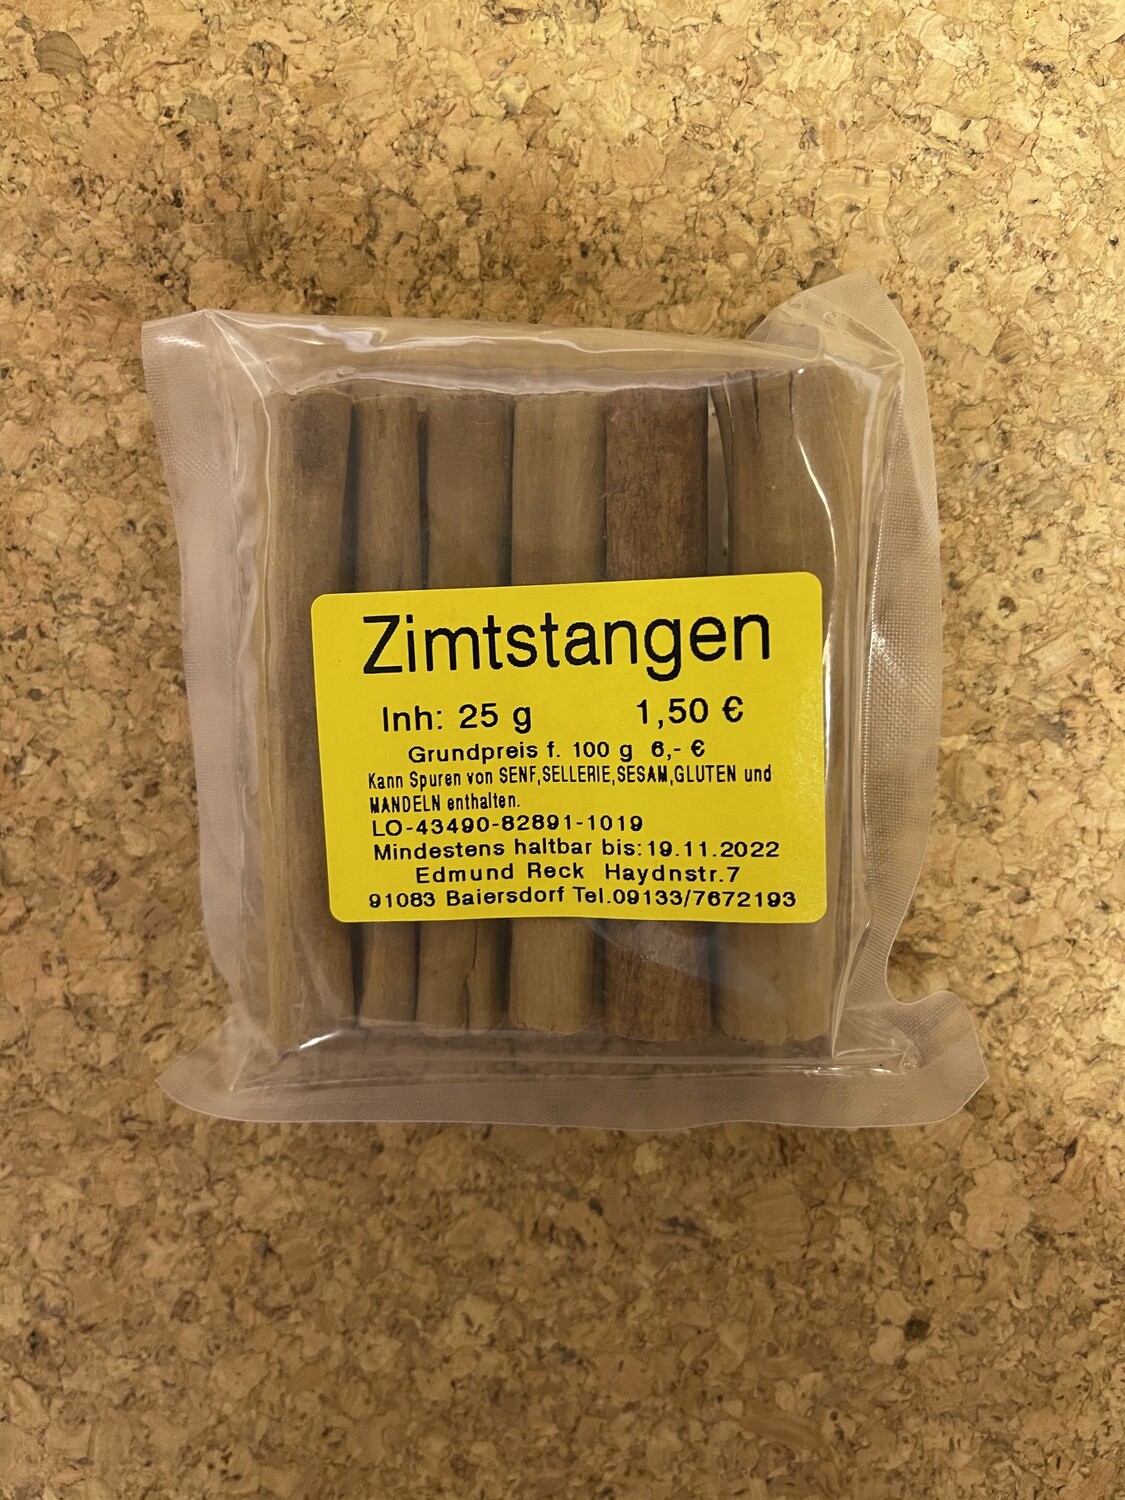 Zimtstangen
Inh: 25 g 1,50 €
Grundpreis f. 100 g 6,- €
Kann Spuren von SENF,SELLERIE,SESAM,GLUTEN und
MANDELN enthalten.
LO-43490-82891-1019
Mindestens haltbar bis:19.11.2022
Edmund Reck Haydnstr.7
91083 Baiersdorf Tel.09133/7672193